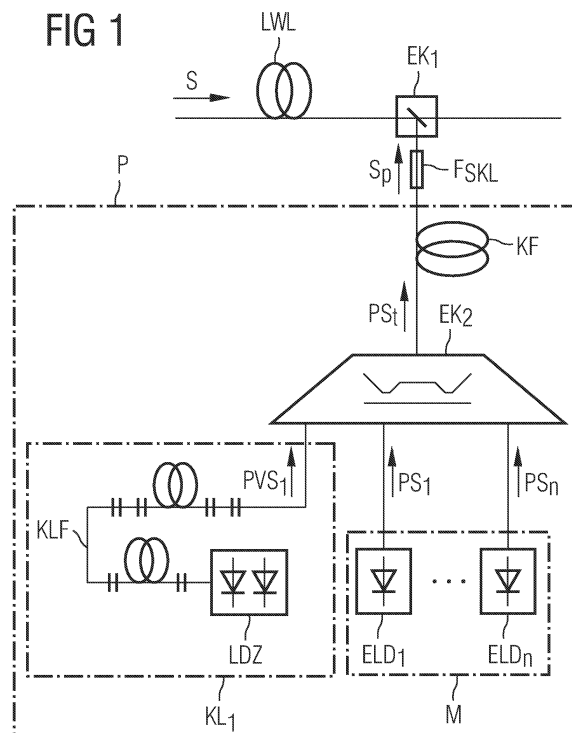 FIG 1
LWL
S
EK1
P
Sp
FSKL
KF
PSt
EK2
PVS1
PS1
PSn
KLF
LDZ
ELD1
...
ELDn
KL1
M